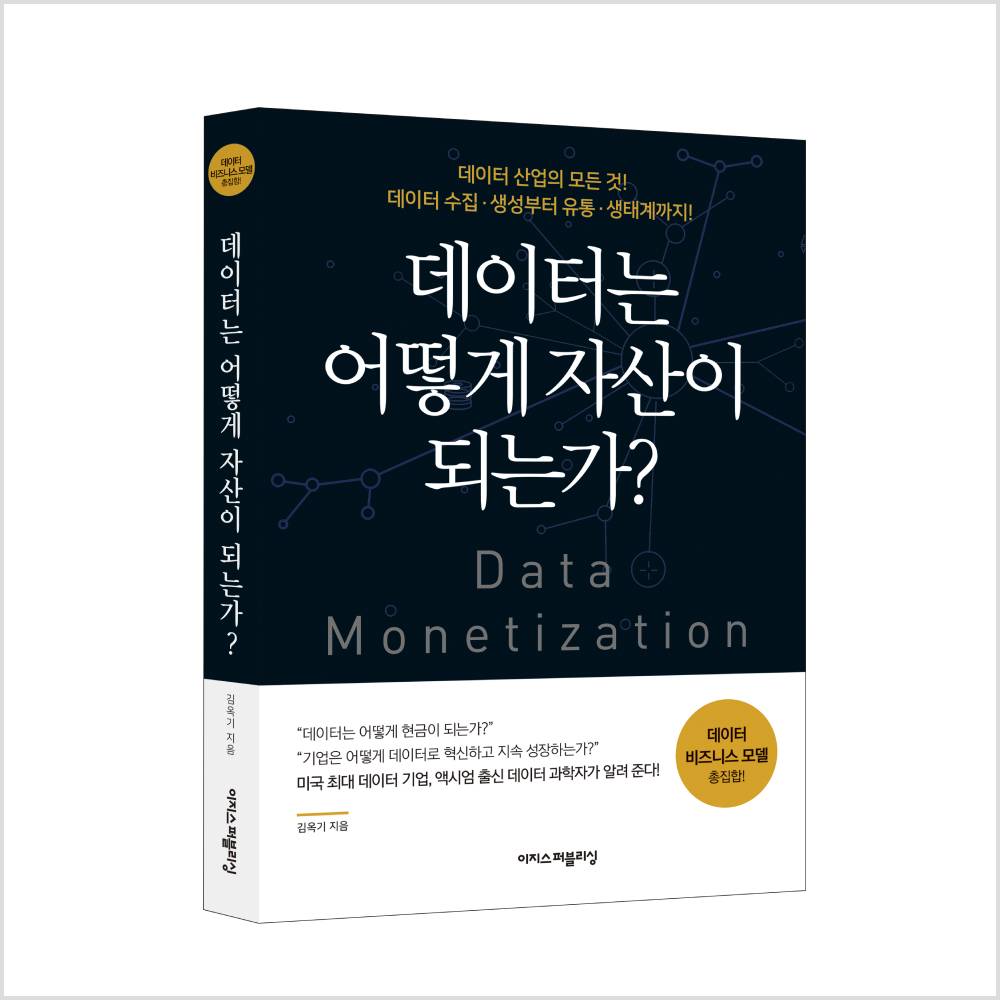 데이터
비즈니스 모델
총집합!
데이터는 어떻게 자산이 되는가?
김옥기 지음
이지스 퍼블리싱
데이터 산업의 모든 것!
데이터 수집·생성부터 유통·생태계까지!
데이터는
어떻게 자산이
되는가?
Data
Monetization
“데이터는 어떻게 현금이 되는가?”
“기업은 어떻게 데이터로 혁신하고 지속 성장하는가?”
미국 최대 데이터 기업, 액시엄 출신 데이터 과학자가 알려 준다!
김옥기 지음
데이터
비즈니스 모델
총집합!
이지스 퍼블리싱